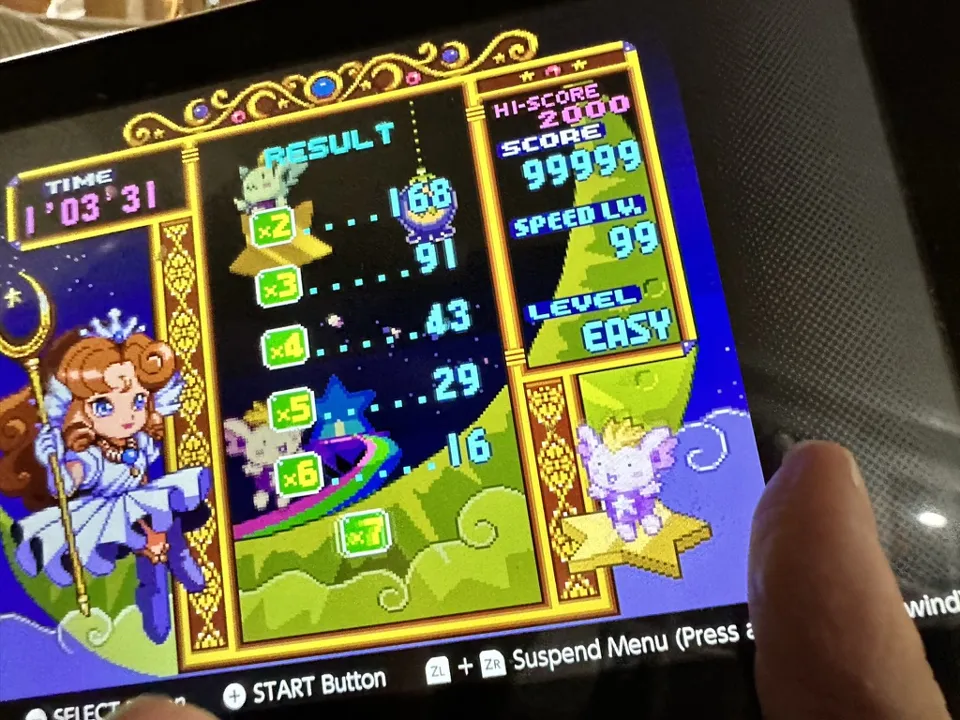 TIME
1'03"31
RESULT
×2.....168
×3.....91
×4.....43
×5.....29
×6.....16
×7
HI-SCORE
2000
SCORE
99999
SPEED LV.
99
LEVEL
EASY
SELECT
+ START Button
ZL + ZR Suspend Menu (Press